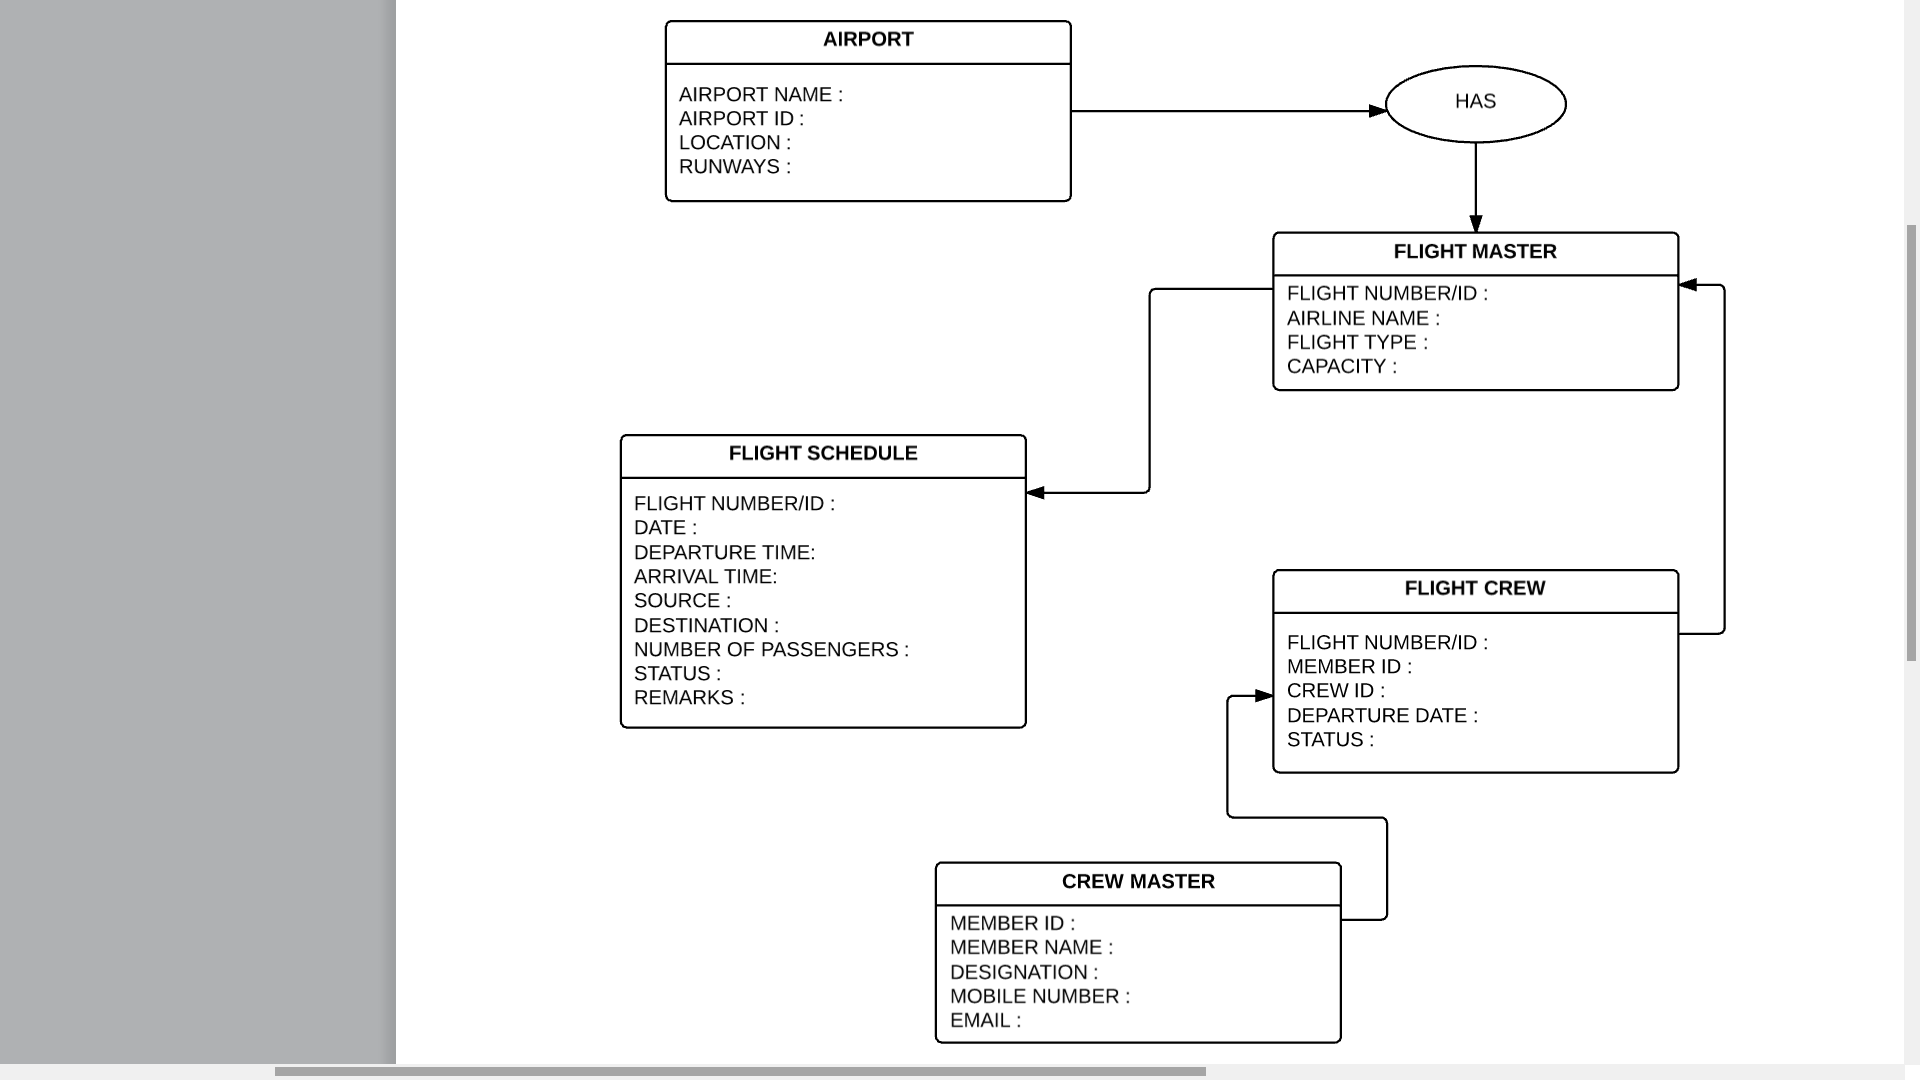 AIRPORT
AIRPORT NAME :
AIRPORT ID :
LOCATION :
RUNWAYS :
HAS
FLIGHT MASTER
FLIGHT NUMBER/ID :
AIRLINE NAME :
FLIGHT TYPE :
CAPACITY :
FLIGHT SCHEDULE
FLIGHT NUMBER/ID :
DATE :
DEPARTURE TIME:
ARRIVAL TIME:
SOURCE :
DESTINATION :
NUMBER OF PASSENGERS :
STATUS :
REMARKS :
FLIGHT CREW
FLIGHT NUMBER/ID :
MEMBER ID :
CREW ID :
DEPARTURE DATE :
STATUS :
CREW MASTER
MEMBER ID :
MEMBER NAME :
DESIGNATION :
MOBILE NUMBER :
EMAIL :